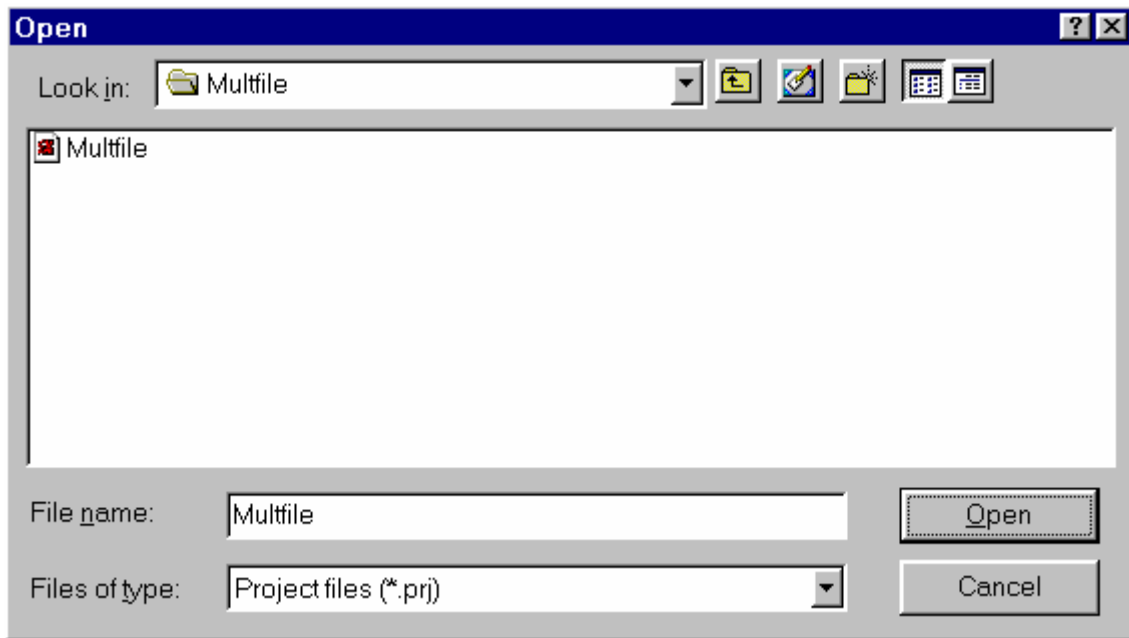 Open
Look in: Multfile
Multfile
File name: Multfile Open
Files of type: Project files (*.prj) Cancel